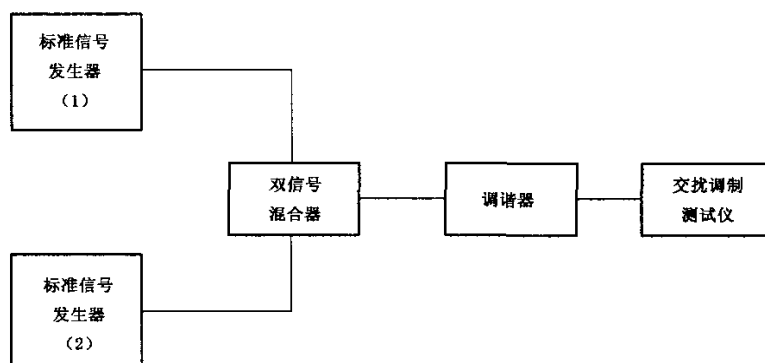 标准信号
发生器
（1）
双信号
混合器
调谐器
交扰调制
测试仪
标准信号
发生器
（2）